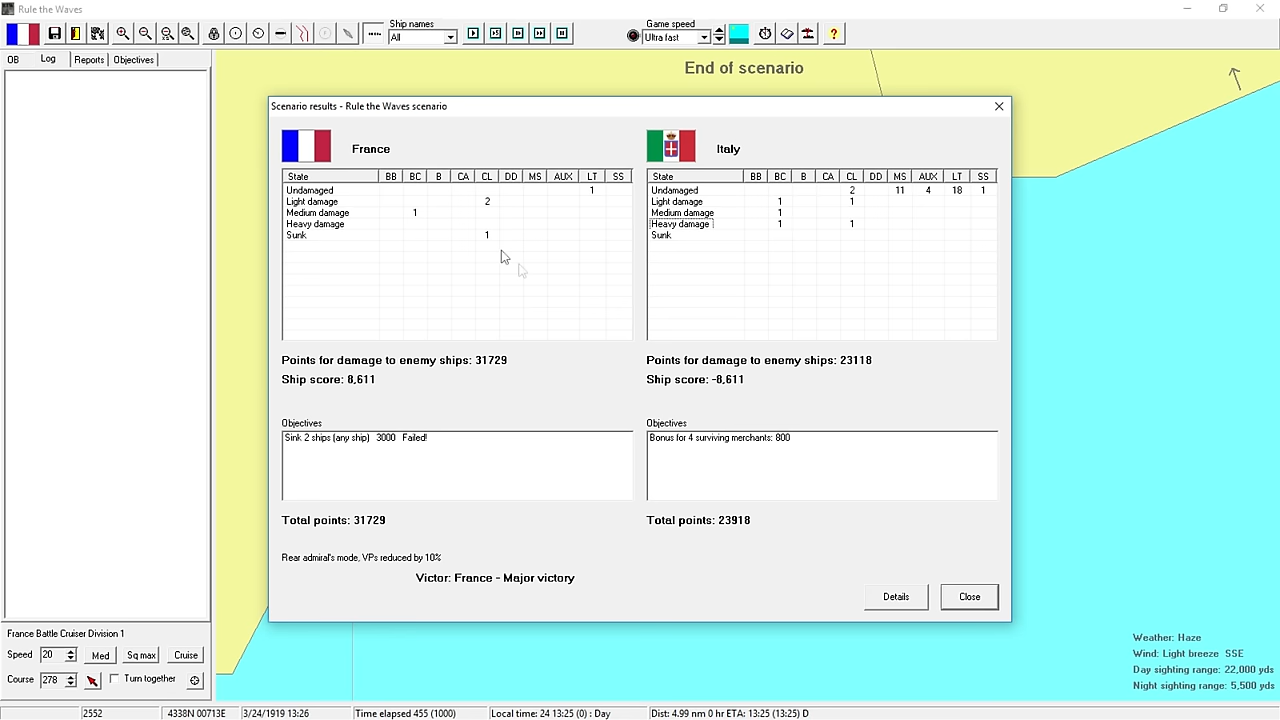 Rule the Waves
Ship names
All
Game speed
Ultra fast
?
OB Log Reports Objectives
End of scenario
Scenario results - Rule the Waves scenario
France
Italy
State BB BC B CA CL DD MS AUX LT SS
Undamaged 1
Light damage 2
Medium damage 1
Heavy damage
Sunk 1
State BB BC B CA CL DD MS AUX LT SS
Undamaged 2 11 4 18 1
Light damage 1 1
Medium damage 1
Heavy damage 1 1
Sunk
Points for damage to enemy ships: 31729
Ship score: 8,611
Points for damage to enemy ships: 23118
Ship score: -8,611
Objectives
Sink 2 ships (any ship) 3000 Failed!
Objectives
Bonus for 4 surviving merchants: 800
Total points: 31729
Total points: 23918
Rear admiral's mode, VPs reduced by 10%
Victor: France - Major victory
Details
Close
France Battle Cruiser Division 1
Speed 20 Med Sq max Cruise
Course 278 Turn together
Weather: Haze
Wind: Light breeze SSE
Day sighting range: 22,000 yds
Night sighting range: 5,500 yds
2552 4338N 00713E 3/24/1919 13:26 Time elapsed 455 (1000) Local time: 24 13:25 (0) : Day Dist: 4.99 nm 0 hr ETA: 13:25 (13:25) D